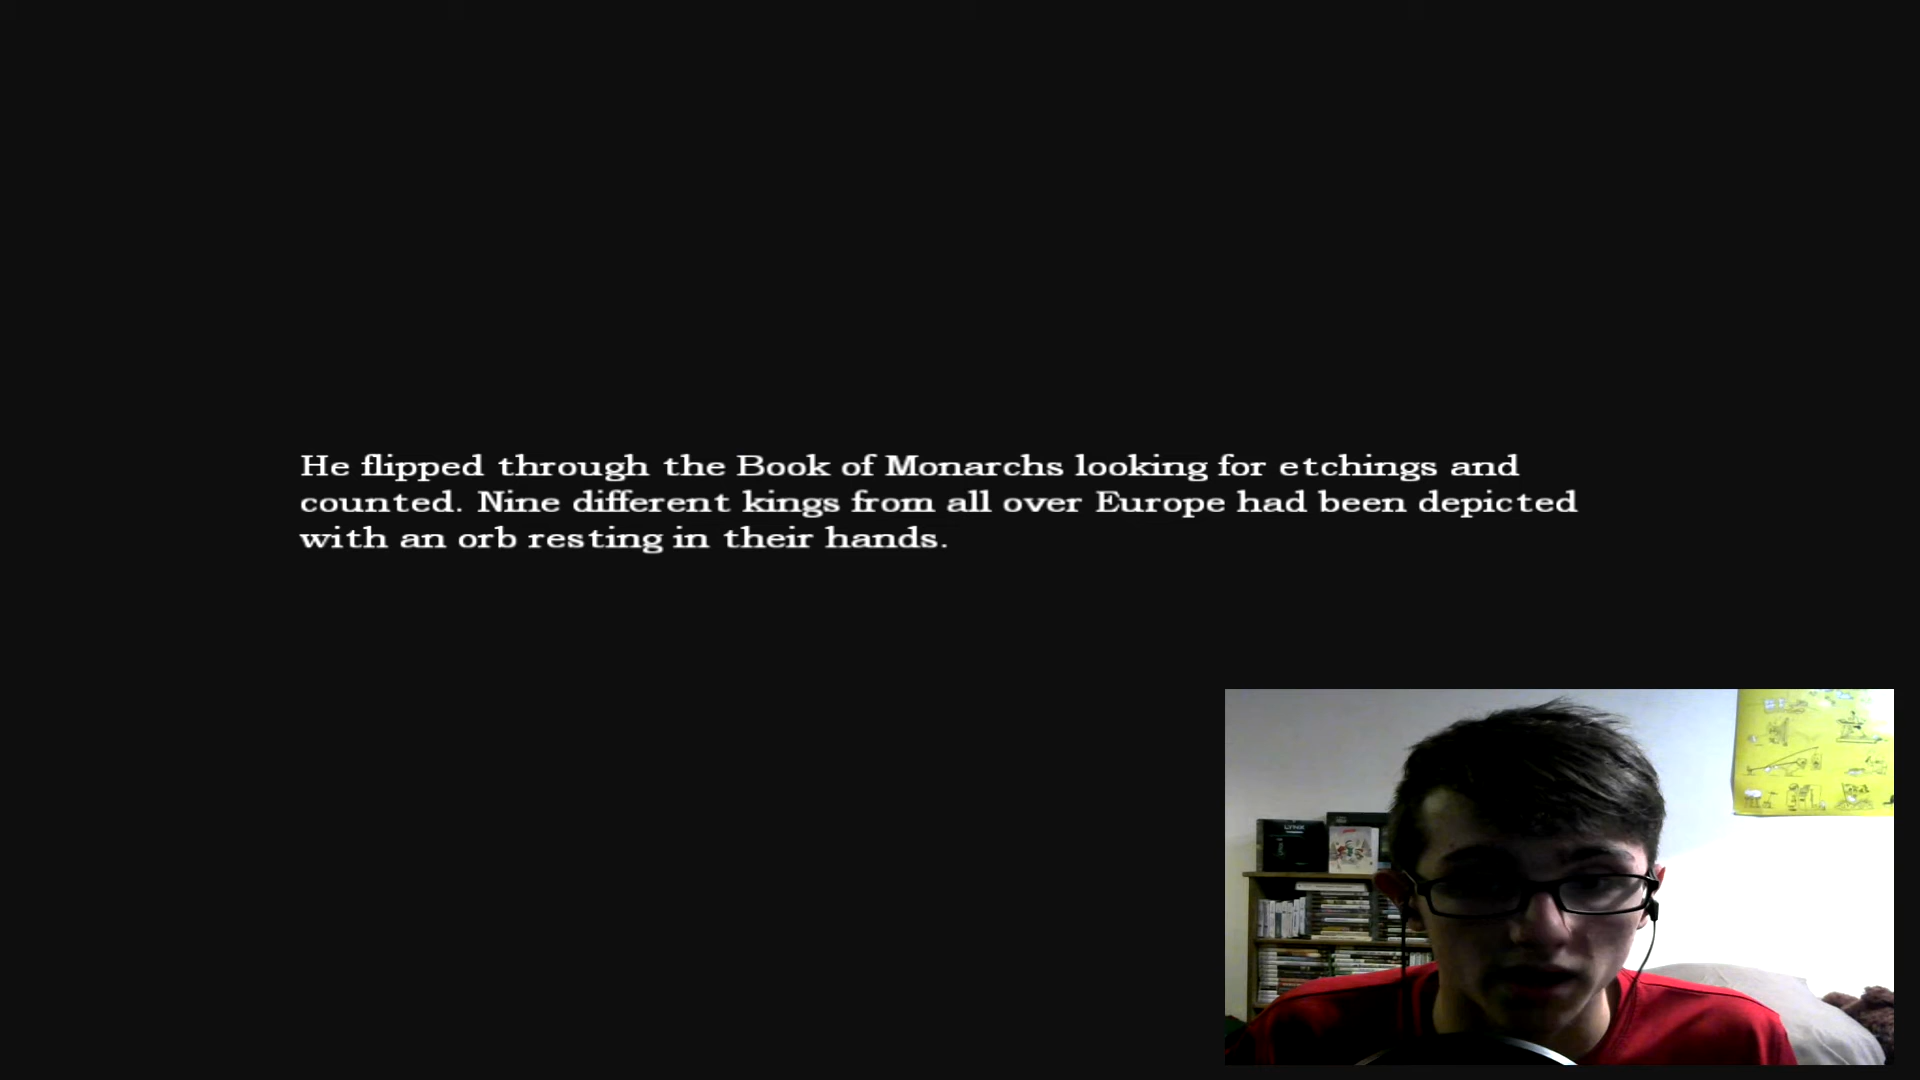 He flipped through the Book of Monarchs looking for etchings and
counted. Nine different kings from all over Europe had been depicted
with an orb resting in their hands.
LYNX